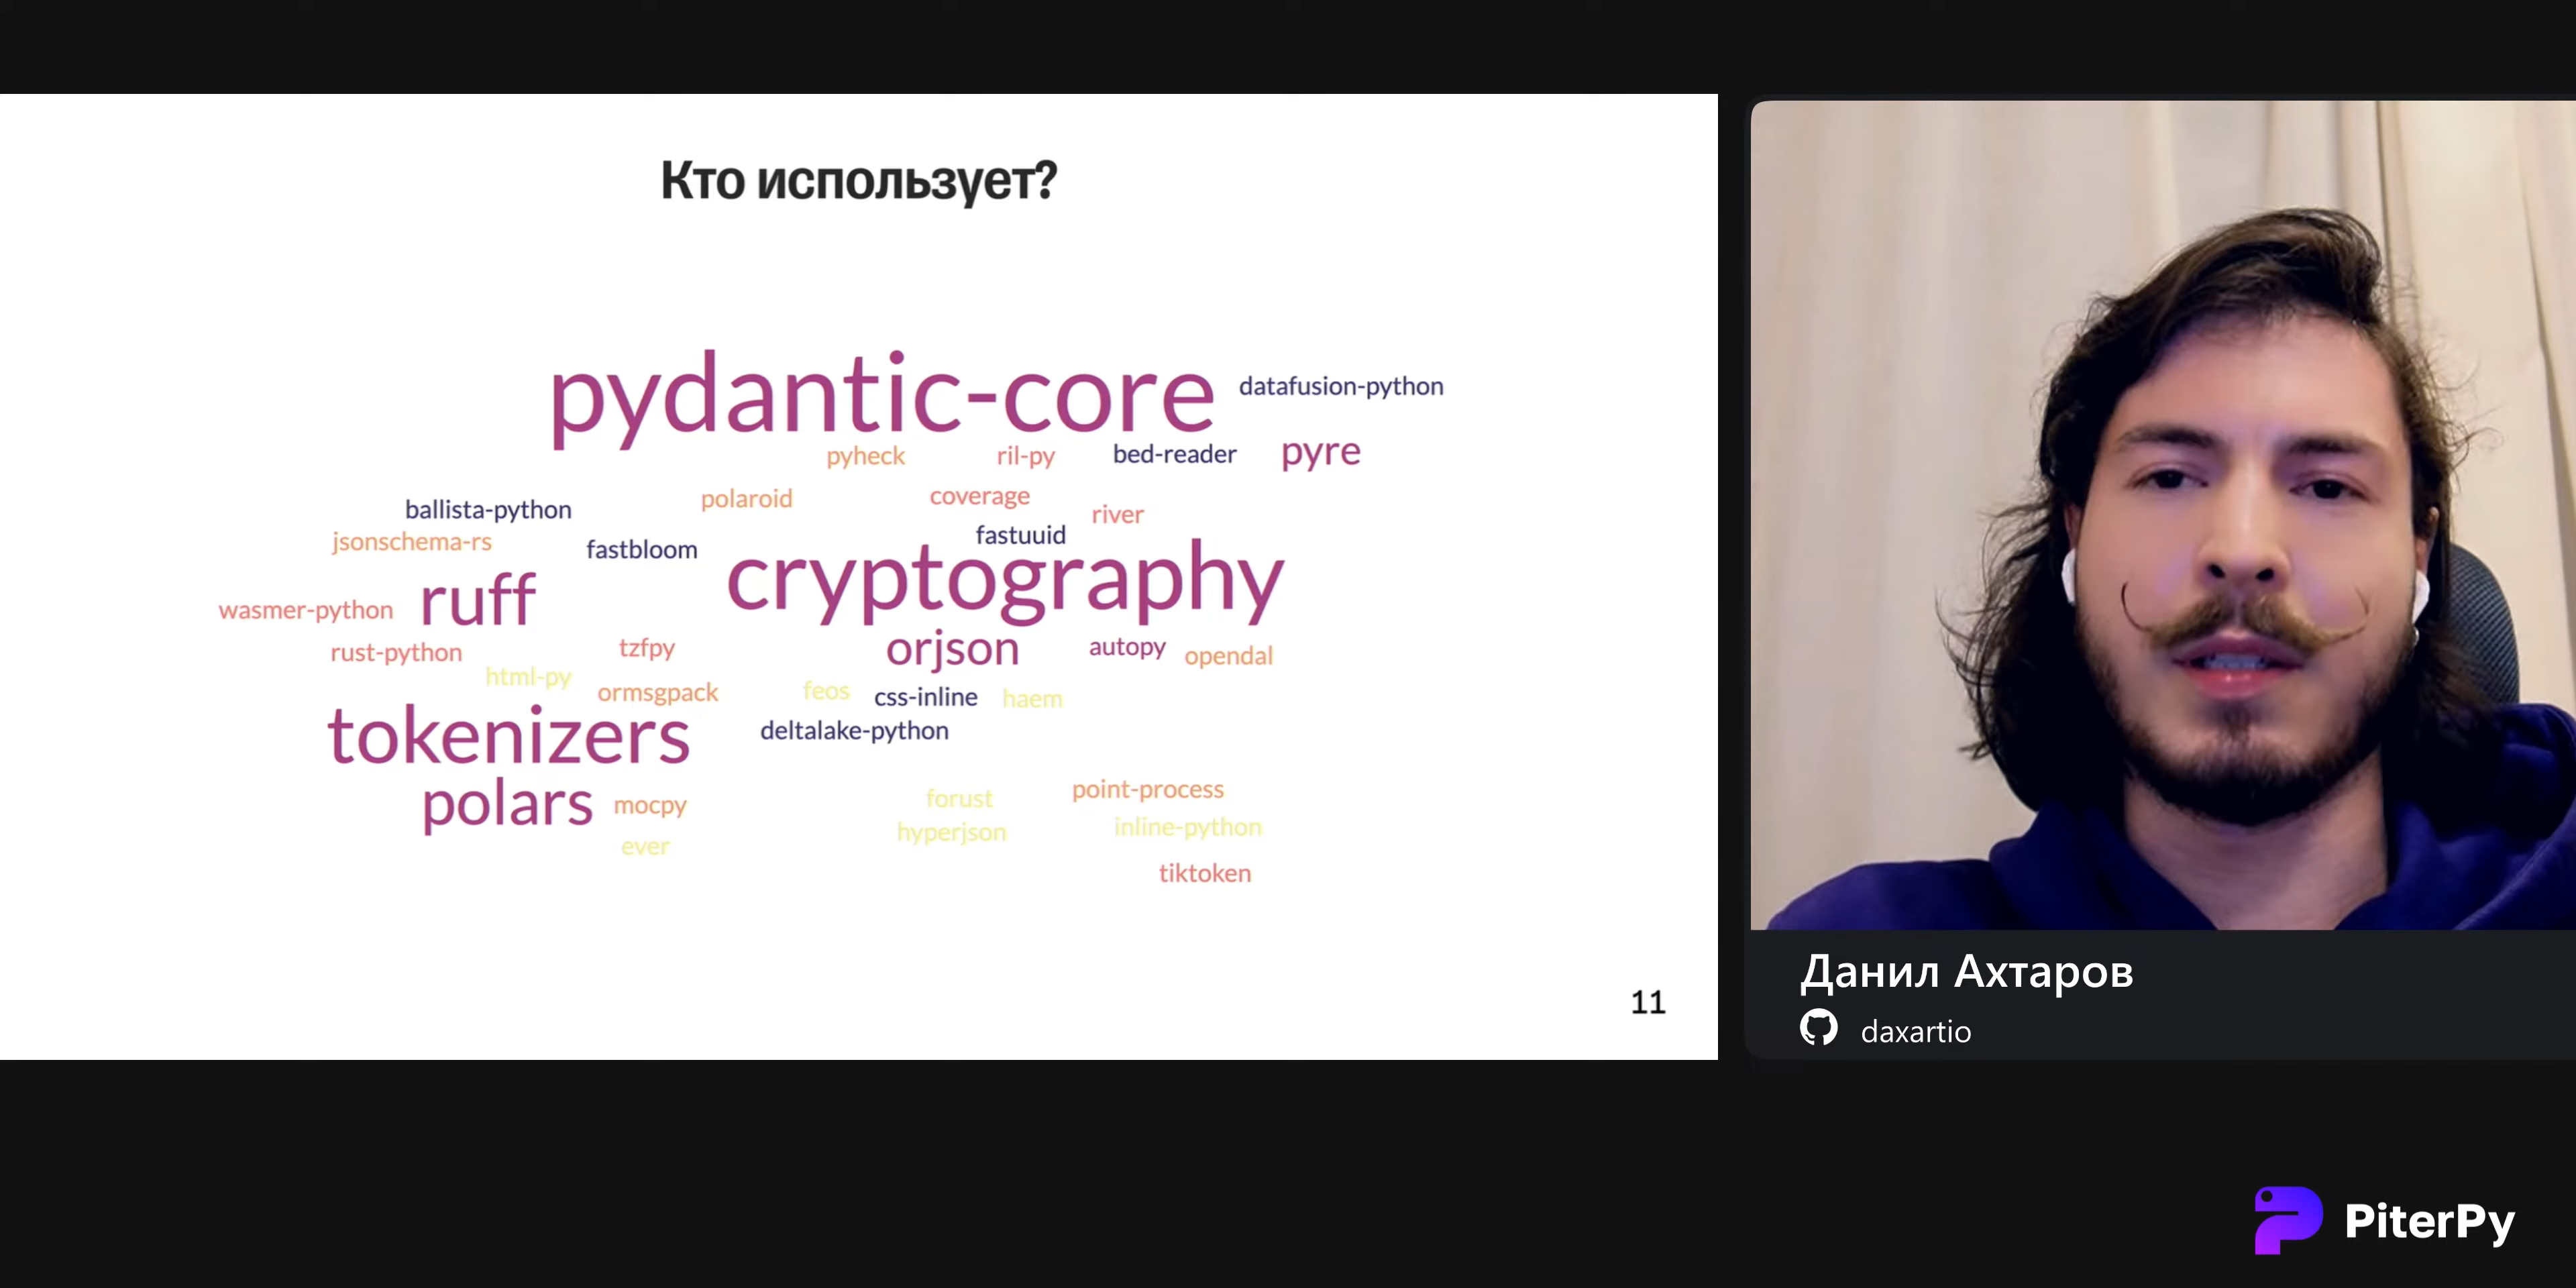 Кто использует?
pydantic-core
datafusion-python
pyheck
ril-py
bed-reader
pyre
polaroid
coverage
ballista-python
river
jsonschema-rs
fastbloom
fastuuid
cryptography
ruff
wasmer-python
rust-python
tzfpy
orjson
autopy
opendal
html-py
ormsgpack
feos
css-inline
haem
tokenizers
deltalake-python
polars
mocpy
forust
point-process
ever
hyperjson
inline-python
tiktoken
11
Данил Ахтаров
daxartio
PiterPy